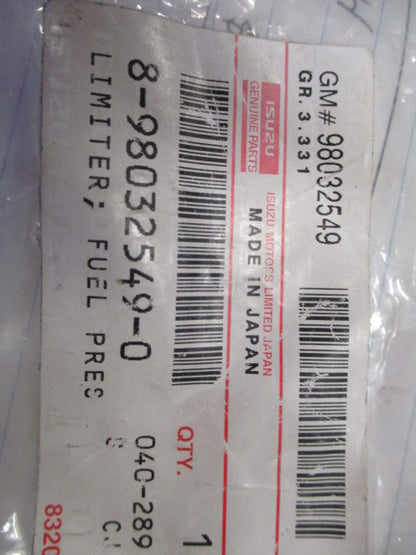 GM# 98032549
GR. 3.331
ISUZU
GENUINE PARTS
ISUZU MOTORS LIMITED JAPAN
MADE IN JAPAN
8-98032549-0
LIMITER; FUEL PRES
QTY.
1
040-289
S
8320